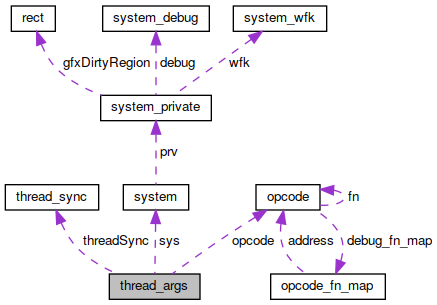 rect system_debug system_wfk
gfxDirtyRegion debug wfk
system_private
prv
thread_sync system opcode fn
threadSync sys opcode address debug_fn_map
thread_args opcode_fn_map